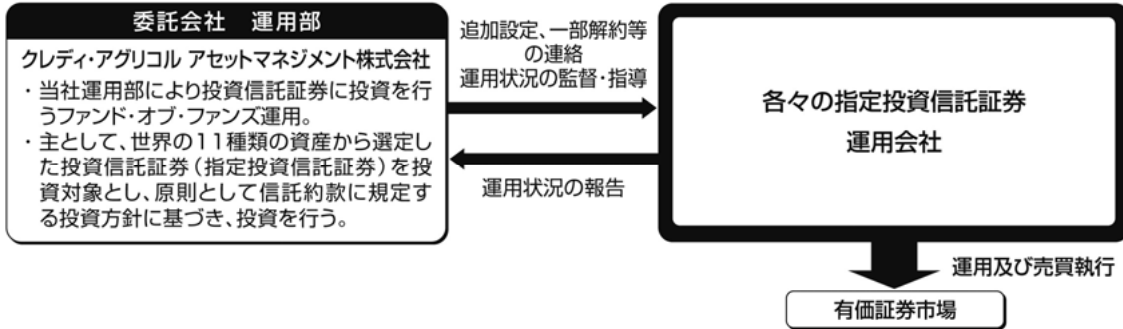 委託会社　運用部
クレディ・アグリコル アセットマネジメント株式会社
・当社運用部により投資信託証券に投資を行
うファンド・オブ・ファンズ運用。
・主として、世界の11種類の資産から選定し
た投資信託証券（指定投資信託証券）を投
資対象とし、原則として信託約款に規定す
る投資方針に基づき、投資を行う。
追加設定、一部解約等
の連絡
運用状況の監督・指導
運用状況の報告
各々の指定投資信託証券
運用会社
運用及び売買執行
有価証券市場